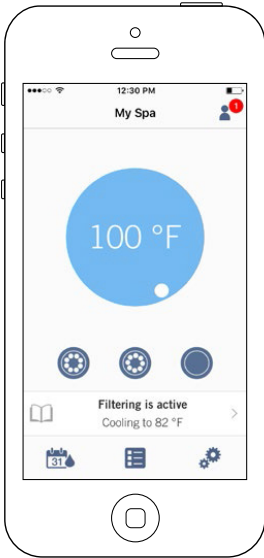 12:30 PM
My Spa
1
100 °F
Filtering is active
Cooling to 82 °F
31